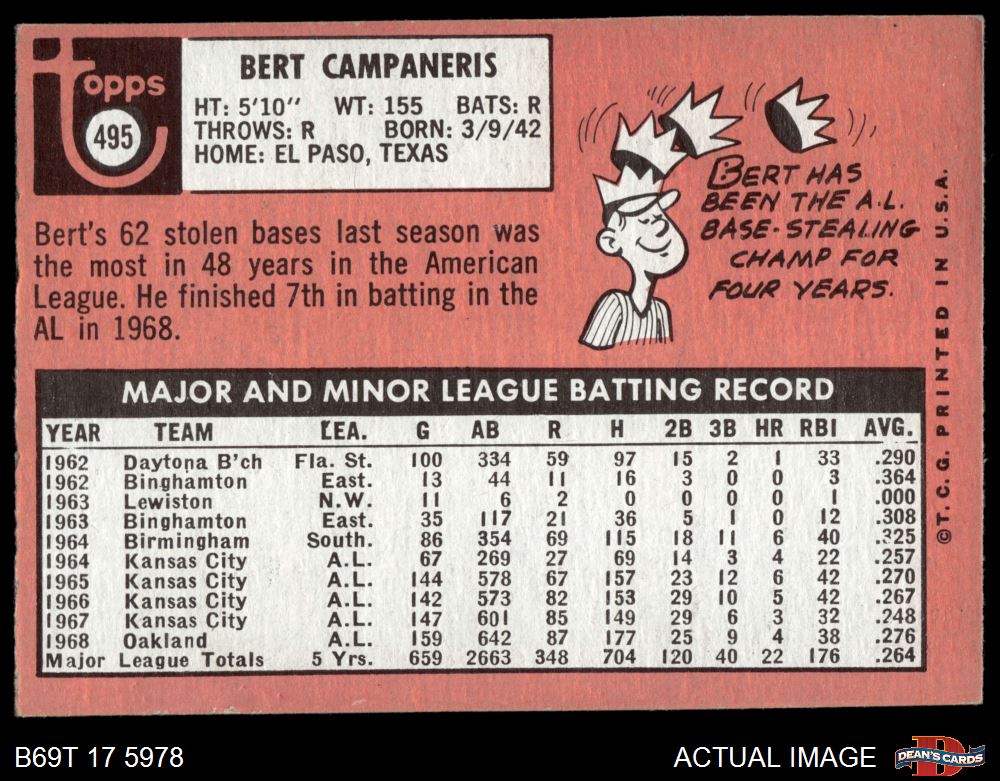 topps
495
BERT CAMPANERIS
HT: 5'10" WT: 155 BATS: R
THROWS: R BORN: 3/9/42
HOME: EL PASO, TEXAS
Bert's 62 stolen bases last season was
the most in 48 years in the American
League. He finished 7th in batting in the
AL in 1968.
BERT HAS
BEEN THE A.L.
BASE-STEALING
CHAMP FOR
FOUR YEARS.
©T.C.G. PRINTED IN U.S.A.
MAJOR AND MINOR LEAGUE BATTING RECORD
YEAR TEAM LEA. G AB R H 2B 3B HR RBI AVG.
1962 Daytona B'ch Fla. St. 100 334 59 97 15 2 1 33 .290
1962 Binghamton East. 13 44 11 16 3 0 0 3 .364
1963 Lewiston N.W. 11 6 2 0 0 0 0 1 .000
1963 Binghamton East. 35 117 21 36 5 1 0 12 .308
1964 Birmingham South. 86 354 69 115 18 11 6 40 .325
1964 Kansas City A.L. 67 269 27 69 14 3 4 22 .257
1965 Kansas City A.L. 144 578 67 157 23 12 6 42 .270
1966 Kansas City A.L. 142 573 82 153 29 10 5 42 .267
1967 Kansas City A.L. 147 601 85 149 29 6 3 32 .248
1968 Oakland A.L. 159 642 87 177 25 9 4 38 .276
Major League Totals 5 Yrs. 659 2663 348 704 120 40 22 176 .264
B69T 17 5978
ACTUAL IMAGE
D
DEAN'S CARDS